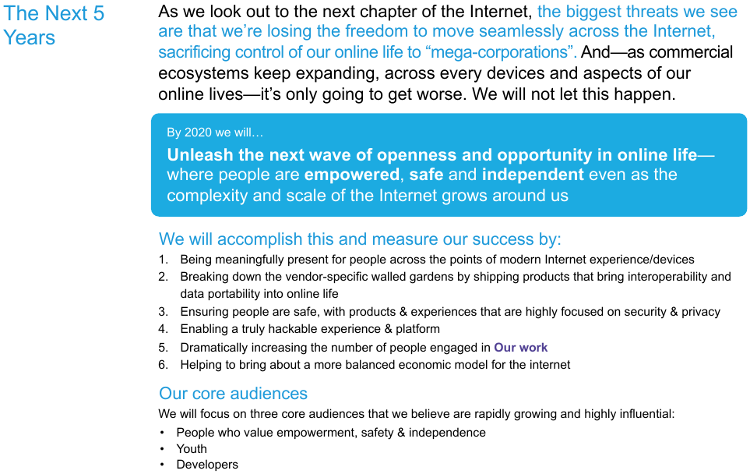 The Next 5
Years
As we look out to the next chapter of the Internet, the biggest threats we see
are that we’re losing the freedom to move seamlessly across the Internet,
sacrificing control of our online life to “mega-corporations”. And—as commercial
ecosystems keep expanding, across every devices and aspects of our
online lives—it’s only going to get worse. We will not let this happen.
By 2020 we will…
Unleash the next wave of openness and opportunity in online life—
where people are empowered, safe and independent even as the
complexity and scale of the Internet grows around us
We will accomplish this and measure our success by:
1. Being meaningfully present for people across the points of modern Internet experience/devices
2. Breaking down the vendor-specific walled gardens by shipping products that bring interoperability and
data portability into online life
3. Ensuring people are safe, with products & experiences that are highly focused on security & privacy
4. Enabling a truly hackable experience & platform
5. Dramatically increasing the number of people engaged in Our work
6. Helping to bring about a more balanced economic model for the internet
Our core audiences
We will focus on three core audiences that we believe are rapidly growing and highly influential:
• People who value empowerment, safety & independence
• Youth
• Developers